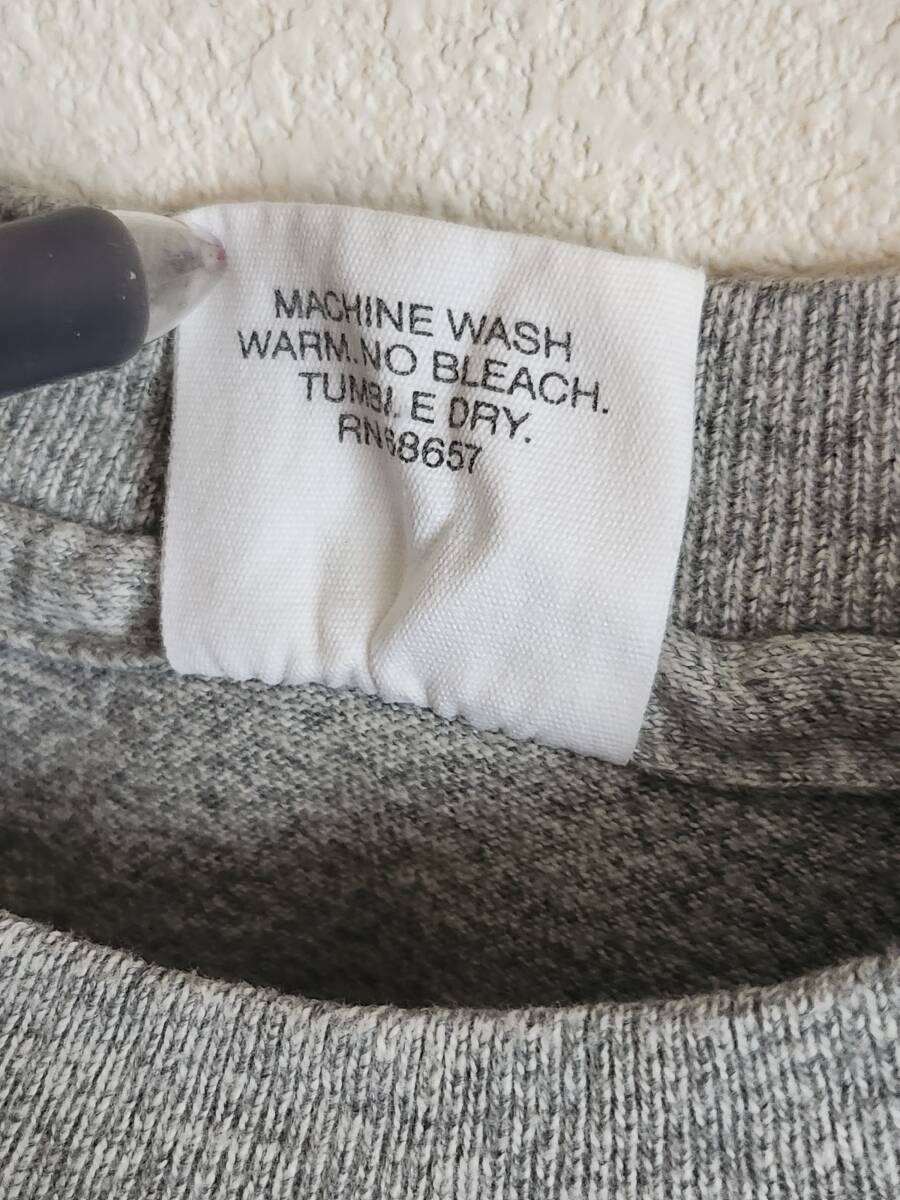 MACHINE WASH
WARM. NO BLEACH.
TUMBLE DRY.
RN68657